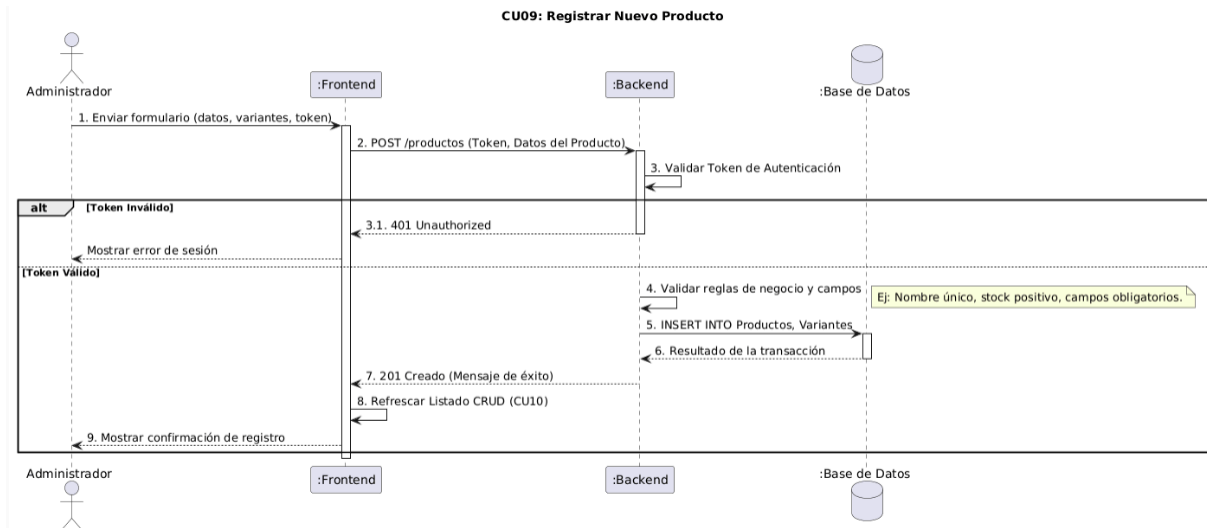 CU09: Registrar Nuevo Producto
Administrador
:Frontend
:Backend
:Base de Datos
1. Enviar formulario (datos, variantes, token)
2. POST /productos (Token, Datos del Producto)
3. Validar Token de Autenticación
alt
[Token Inválido]
3.1. 401 Unauthorized
Mostrar error de sesión
[Token Válido]
4. Validar reglas de negocio y campos
Ej: Nombre único, stock positivo, campos obligatorios.
5. INSERT INTO Productos, Variantes
6. Resultado de la transacción
7. 201 Creado (Mensaje de éxito)
8. Refrescar Listado CRUD (CU10)
9. Mostrar confirmación de registro
Administrador
:Frontend
:Backend
:Base de Datos